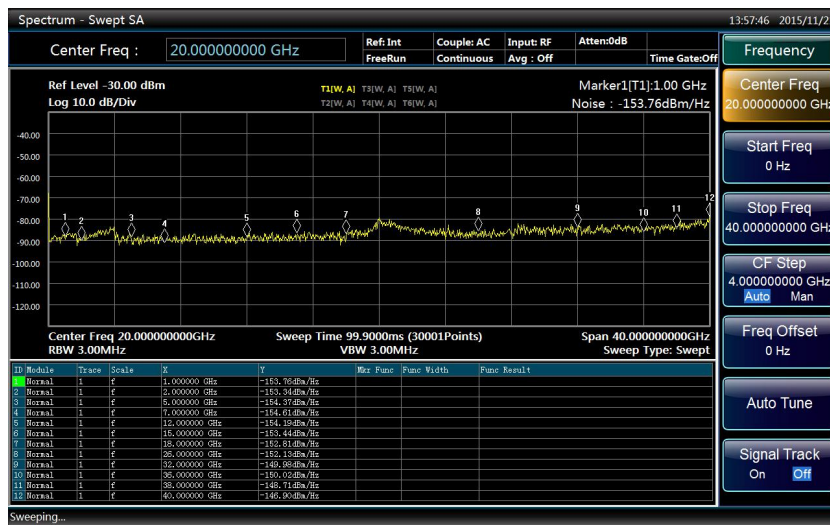 Spectrum - Swept SA
13:57:46 2015/11/2
Center Freq : 20.000000000 GHz
Ref: Int Couple: AC Input: RF Atten:0dB
FreeRun Continuous Avg : Off Time Gate:Off
Ref Level -30.00 dBm
Log 10.0 dB/Div
T1[W, A] T3[W, A] T5[W, A]
T2[W, A] T4[W, A] T6[W, A]
Marker1[T1]:1.00 GHz
Noise : -153.76dBm/Hz
-40.00
-50.00
-60.00
-70.00
-80.00
-90.00
-100.00
-110.00
-120.00
1 2 3 4 5 6 7 8 9 10 11 12
Center Freq 20.000000000GHz Sweep Time 99.9000ms (30001Points) Span 40.000000000GHz
RBW 3.00MHz VBW 3.00MHz Sweep Type: Swept
ID Module Trace Scale X Y Mkr Func Func Width Func Result
1 Normal 1 f 1.000000 GHz -153.76dBm/Hz
2 Normal 1 f 2.000000 GHz -153.34dBm/Hz
3 Normal 1 f 5.000000 GHz -154.37dBm/Hz
4 Normal 1 f 7.000000 GHz -154.61dBm/Hz
5 Normal 1 f 12.000000 GHz -154.19dBm/Hz
6 Normal 1 f 15.000000 GHz -153.44dBm/Hz
7 Normal 1 f 18.000000 GHz -152.81dBm/Hz
8 Normal 1 f 26.000000 GHz -152.13dBm/Hz
9 Normal 1 f 32.000000 GHz -149.98dBm/Hz
10 Normal 1 f 36.000000 GHz -150.02dBm/Hz
11 Normal 1 f 38.000000 GHz -148.71dBm/Hz
12 Normal 1 f 40.000000 GHz -146.90dBm/Hz
Sweeping...
Frequency
Center Freq
20.000000000 GHz
Start Freq
0 Hz
Stop Freq
40.000000000 GHz
CF Step
4.000000000 GHz
Auto Man
Freq Offset
0 Hz
Auto Tune
Signal Track
On Off